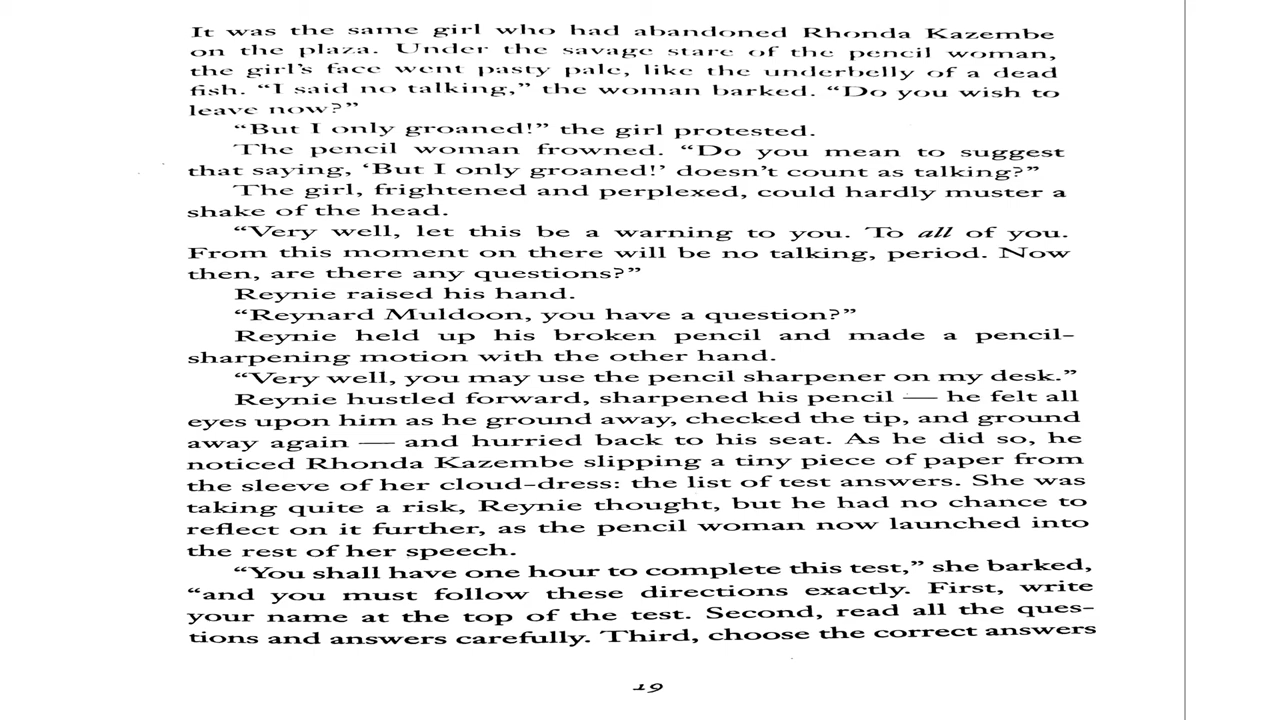 It was the same girl who had abandoned Rhonda Kazembe
on the plaza. Under the savage stare of the pencil woman,
the girl's face went pasty pale, like the underbelly of a dead
fish. “I said no talking,” the woman barked. “Do you wish to
leave now?”
“But I only groaned!” the girl protested.
The pencil woman frowned. “Do you mean to suggest
that saying, ‘But I only groaned!’ doesn't count as talking?”
The girl, frightened and perplexed, could hardly muster a
shake of the head.
“Very well, let this be a warning to you. To all of you.
From this moment on there will be no talking, period. Now
then, are there any questions?”
Reynie raised his hand.
“Reynard Muldoon, you have a question?”
Reynie held up his broken pencil and made a pencil-
sharpening motion with the other hand.
“Very well, you may use the pencil sharpener on my desk.”
Reynie hustled forward, sharpened his pencil — he felt all
eyes upon him as he ground away, checked the tip, and ground
away again — and hurried back to his seat. As he did so, he
noticed Rhonda Kazembe slipping a tiny piece of paper from
the sleeve of her cloud-dress: the list of test answers. She was
taking quite a risk, Reynie thought, but he had no chance to
reflect on it further, as the pencil woman now launched into
the rest of her speech.
“You shall have one hour to complete this test,” she barked,
“and you must follow these directions exactly. First, write
your name at the top of the test. Second, read all the ques-
tions and answers carefully. Third, choose the correct answers
19